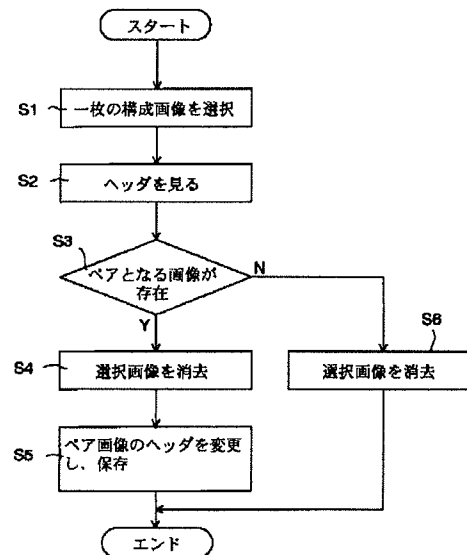 スタート
S1
一枚の構成画像を選択
S2
ヘッダを見る
S3
ペアとなる画像が
存在
N
Y
S4
選択画像を消去
S6
選択画像を消去
S5
ペア画像のヘッダを変更
し、保存
エンド